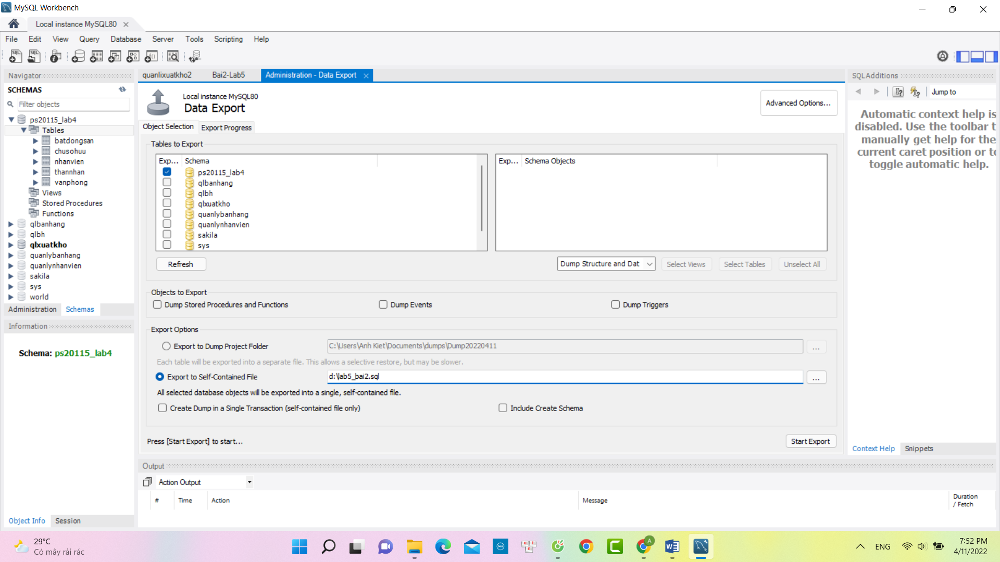 MySQL Workbench
Local instance MySQL80
File Edit View Query Database Server Tools Scripting Help
Navigator
SCHEMAS
Filter objects
ps20115_lab4
Tables
batdongsan
chusohuu
nhanvien
thannhan
vanphong
Views
Stored Procedures
Functions
qlbanhang
qlbh
qlxuatkho
quanlybanhang
quanlynhanvien
sakila
sys
world
Administration Schemas
Information
Schema: ps20115_lab4
Object Info Session
quanlixuatkho2 Bai2-Lab5 Administration - Data Export
Local instance MySQL80
Data Export
Advanced Options...
Object Selection Export Progress
Tables to Export
Exp... Schema
ps20115_lab4
qlbanhang
qlbh
qlxuatkho
quanlybanhang
quanlynhanvien
sakila
sys
Exp... Schema Objects
Refresh
Dump Structure and Dat Select Views Select Tables Unselect All
Objects to Export
Dump Stored Procedures and Functions Dump Events Dump Triggers
Export Options
Export to Dump Project Folder C:\Users\Anh Kiet\Documents\dumps\Dump20220411 ...
Each table will be exported into a separate file. This allows a selective restore, but may be slower.
Export to Self-Contained File d:\lab5_bai2.sql ...
All selected database objects will be exported into a single, self-contained file.
Create Dump in a Single Transaction (self-contained file only) Include Create Schema
Press [Start Export] to start...
Start Export
SQLAdditions
Jump to
Automatic context help is
disabled. Use the toolbar t
manually get help for the
current caret position or to
toggle automatic help.
Context Help Snippets
Output
Action Output
# Time Action Message Duration
/ Fetch
29°C
Có mây rải rác
ENG
7:52 PM
4/11/2022